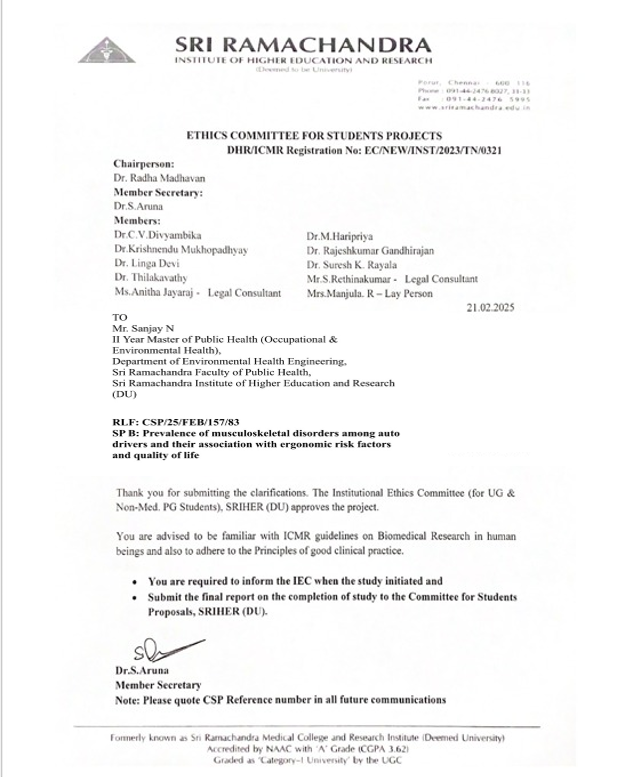 SRI RAMACHANDRA
INSTITUTE OF HIGHER EDUCATION AND RESEARCH
(Deemed to be University)
Porur, Chennai - 600 116
Phone : 091-44-2476 8027, 31-33
Fax : 091-44-2476 5995
www.sriramachandra.edu.in
ETHICS COMMITTEE FOR STUDENTS PROJECTS
DHR/ICMR Registration No: EC/NEW/INST/2023/TN/0321
Chairperson:
Dr. Radha Madhavan
Member Secretary:
Dr.S.Aruna
Members:
Dr.C.V.Divyambika
Dr.M.Haripriya
Dr.Krishnendu Mukhopadhyay
Dr. Rajeshkumar Gandhirajan
Dr. Linga Devi
Dr. Suresh K. Rayala
Dr. Thilakavathy
Mr.S.Rethinakumar - Legal Consultant
Ms.Anitha Jayaraj - Legal Consultant
Mrs.Manjula. R – Lay Person
21.02.2025
TO
Mr. Sanjay N
II Year Master of Public Health (Occupational &
Environmental Health),
Department of Environmental Health Engineering,
Sri Ramachandra Faculty of Public Health,
Sri Ramachandra Institute of Higher Education and Research
(DU)
RLF: CSP/25/FEB/157/83
SP B: Prevalence of musculoskeletal disorders among auto
drivers and their association with ergonomic risk factors
and quality of life
Thank you for submitting the clarifications. The Institutional Ethics Committee (for UG &
Non-Med. PG Students), SRIHER (DU) approves the project.
You are advised to be familiar with ICMR guidelines on Biomedical Research in human
beings and also to adhere to the Principles of good clinical practice.
• You are required to inform the IEC when the study initiated and
• Submit the final report on the completion of study to the Committee for Students
Proposals, SRIHER (DU).
Dr.S.Aruna
Member Secretary
Note: Please quote CSP Reference number in all future communications
Formerly known as Sri Ramachandra Medical College and Research Institute (Deemed University)
Accredited by NAAC with 'A' Grade (CGPA 3.62)
Graded as 'Category-I University' by the UGC